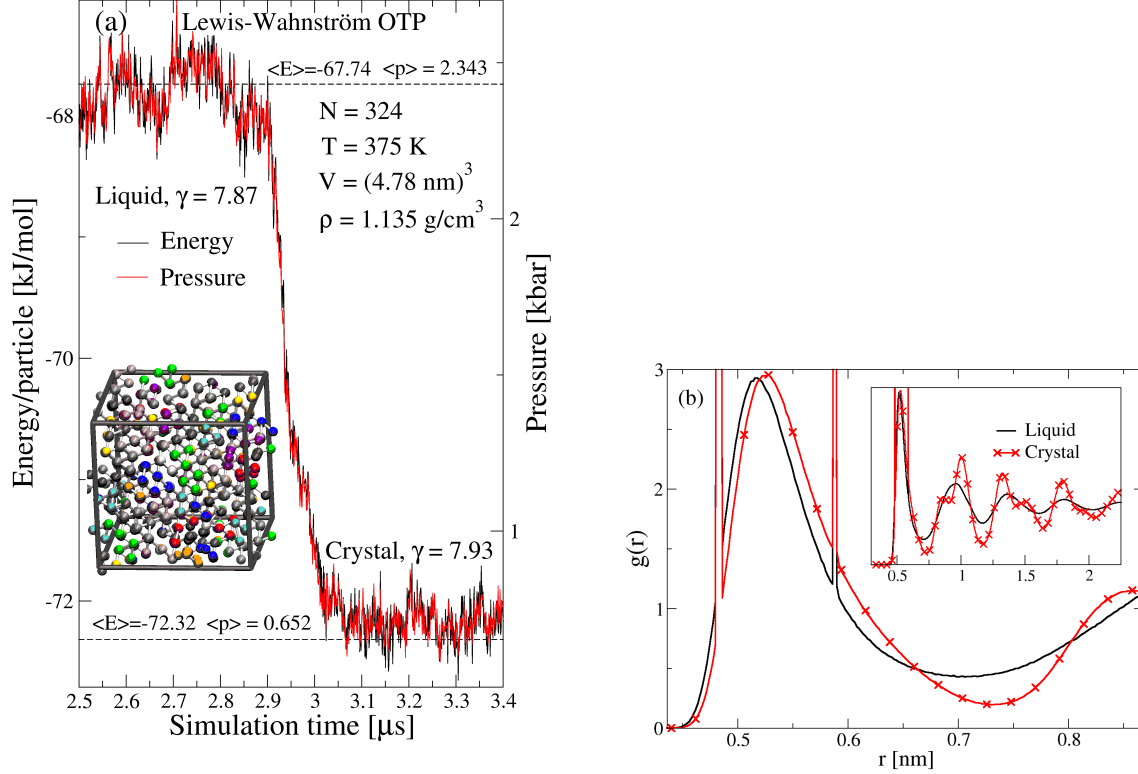 (a)
Lewis-Wahnström OTP
<E>=-67.74 <p> = 2.343
N = 324
T = 375 K
V = (4.78 nm)³
ρ = 1.135 g/cm³
Liquid, γ = 7.87
Energy
Pressure
Crystal, γ = 7.93
<E>=-72.32 <p> = 0.652
Energy/particle [kJ/mol]
-68
-70
-72
Pressure [kbar]
2
1
2.5 2.6 2.7 2.8 2.9 3 3.1 3.2 3.3 3.4
Simulation time [μs]
(b)
g(r)
3
2
1
0
0.5 0.6 0.7 0.8
r [nm]
Liquid
Crystal
0.5 1 1.5 2